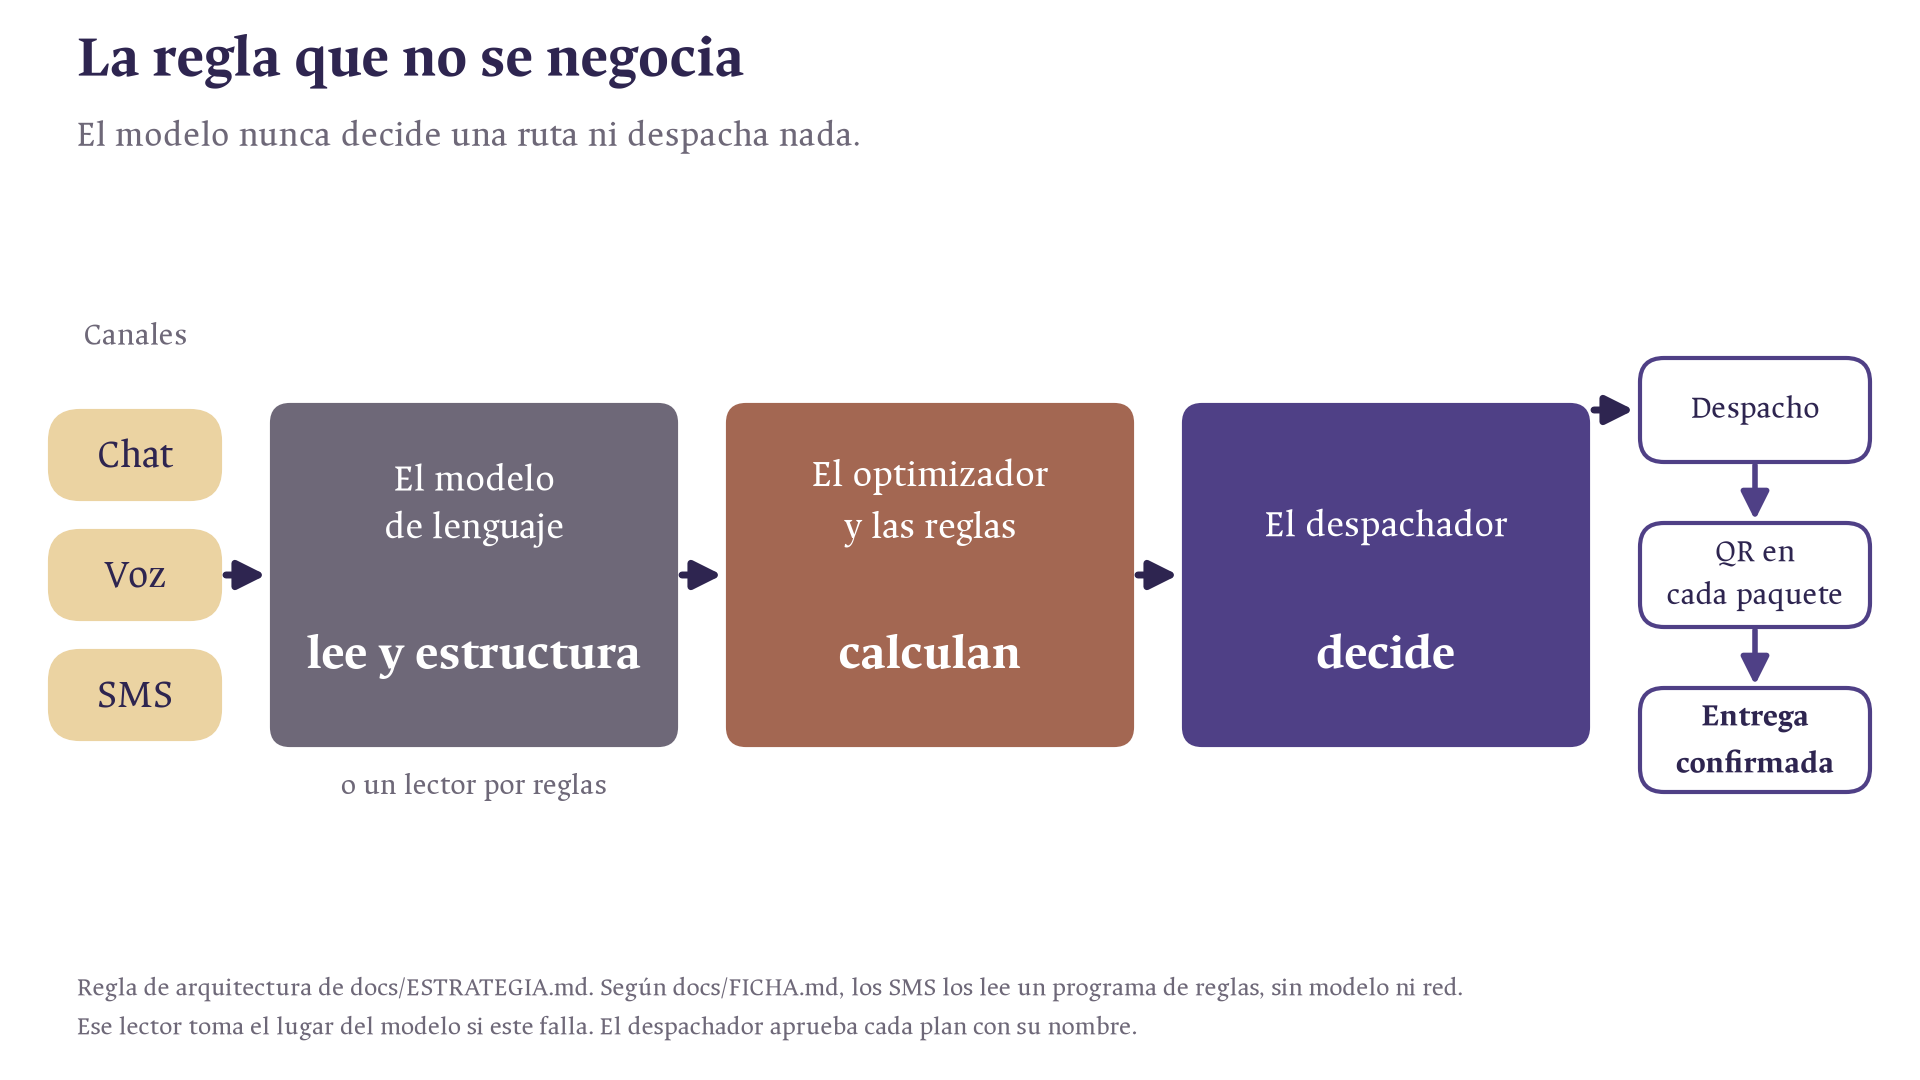 La regla que no se negocia
El modelo nunca decide una ruta ni despacha nada.
Canales
Chat
Voz
SMS
El modelo
de lenguaje
lee y estructura
o un lector por reglas
El optimizador
y las reglas
calculan
El despachador
decide
Despacho
QR en
cada paquete
Entrega
confirmada
Regla de arquitectura de docs/ESTRATEGIA.md. Según docs/FICHA.md, los SMS los lee un programa de reglas, sin modelo ni red.
Ese lector toma el lugar del modelo si este falla. El despachador aprueba cada plan con su nombre.